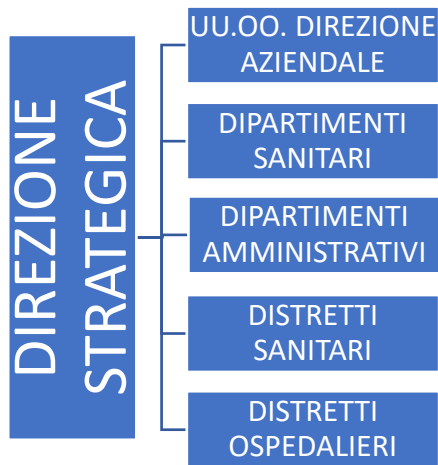 DIREZIONE
STRATEGICA
UU.OO. DIREZIONE
AZIENDALE
DIPARTIMENTI
SANITARI
DIPARTIMENTI
AMMINISTRATIVI
DISTRETTI
SANITARI
DISTRETTI
OSPEDALIERI